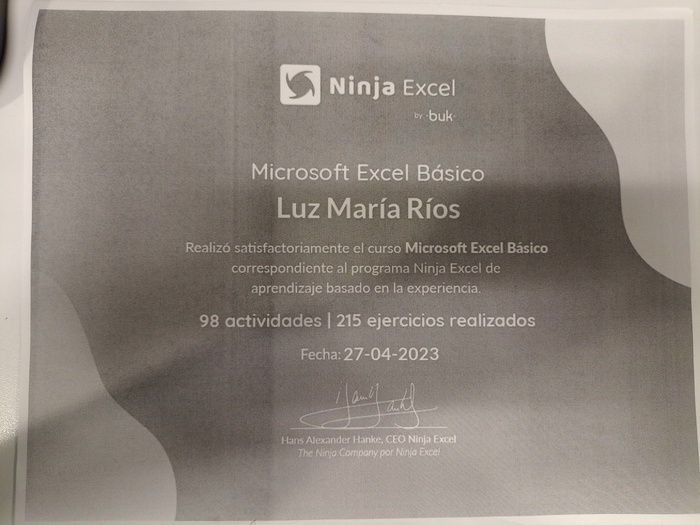 Ninja Excel
by ·buk·
Microsoft Excel Básico
Luz María Ríos
Realizó satisfactoriamente el curso Microsoft Excel Básico
correspondiente al programa Ninja Excel de
aprendizaje basado en la experiencia.
98 actividades | 215 ejercicios realizados
Fecha: 27-04-2023
Hans Alexander Hanke, CEO Ninja Excel
The Ninja Company por Ninja Excel